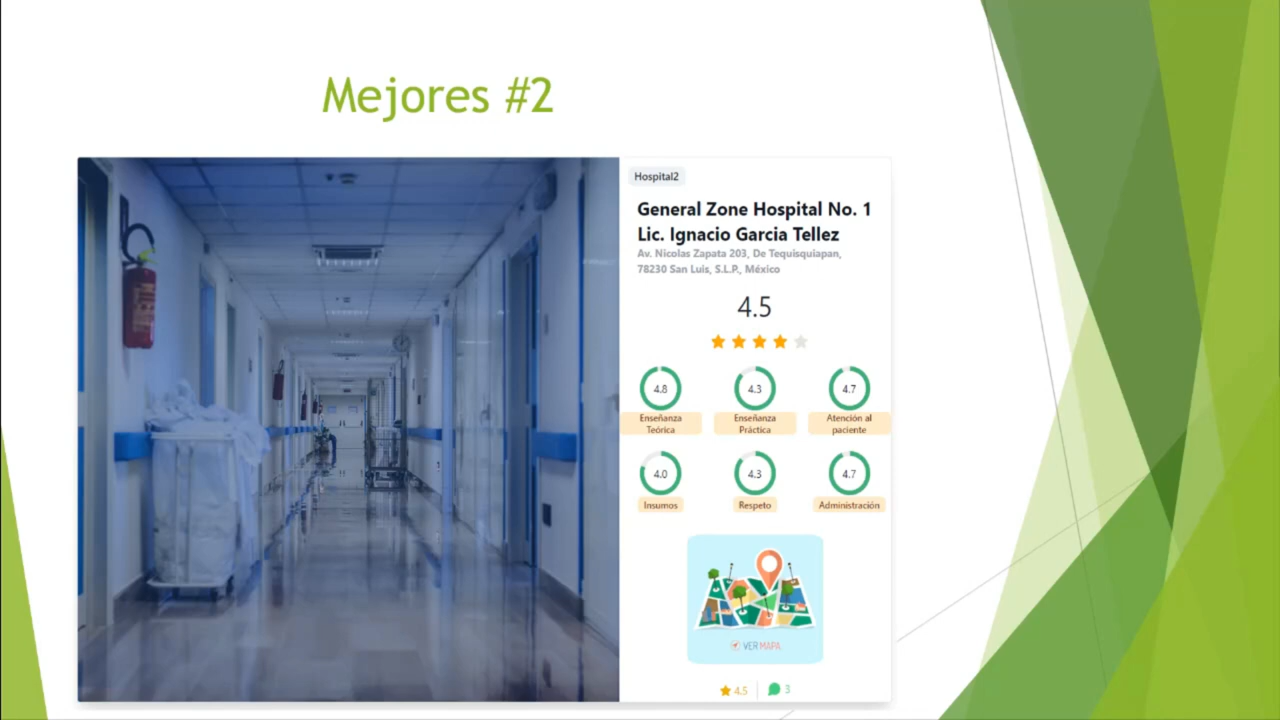 Mejores #2
Hospital2
General Zone Hospital No. 1
Lic. Ignacio Garcia Tellez
Av. Nicolas Zapata 203, De Tequisquiapan,
78230 San Luis, S.L.P., México
4.5
4.8
Enseñanza
Teórica
4.3
Enseñanza
Práctica
4.7
Atención al
paciente
4.0
Insumos
4.3
Respeto
4.7
Administración
VER MAPA
4.5
3